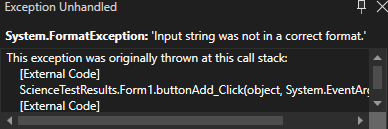 Exception Unhandled
System.FormatException: 'Input string was not in a correct format.'
This exception was originally thrown at this call stack:
[External Code]
ScienceTestResults.Form1.buttonAdd_Click(object, System.EventArg
[External Code]